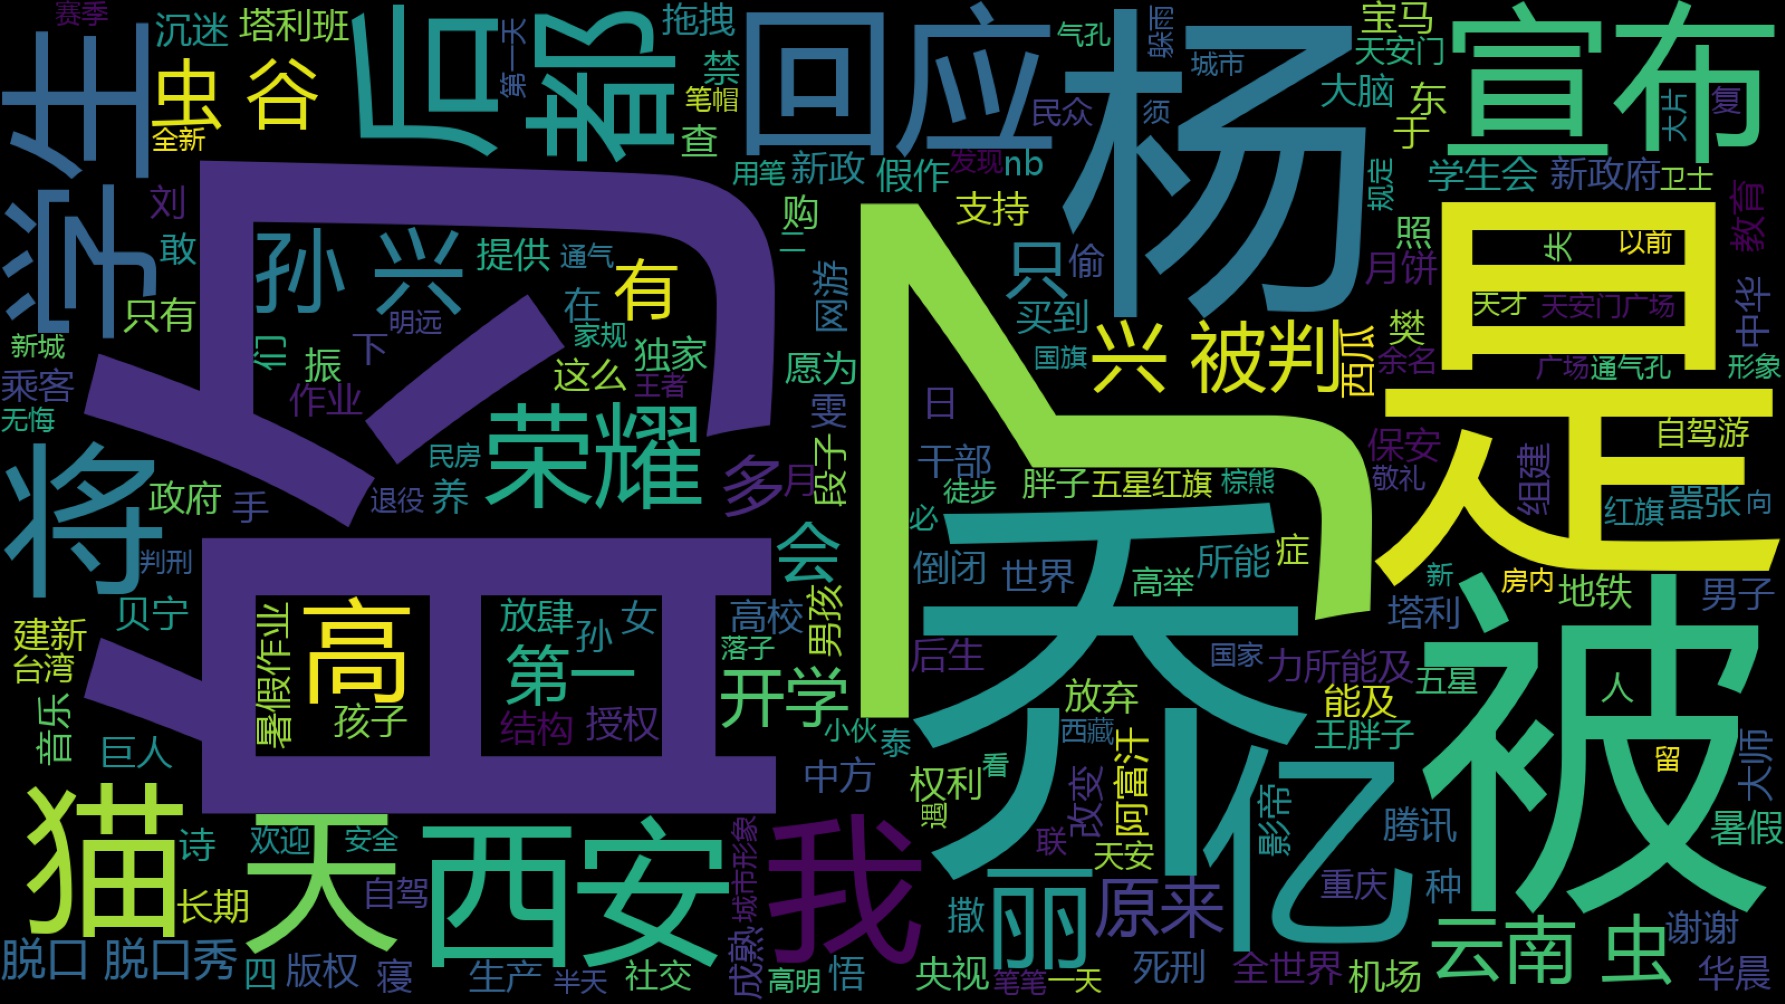 赛季
沉迷
塔利班
第一天
后
都
拖拽
禁
笔帽
查
回应
气孔
民众
躲雨
须
城市
杨
宝马
天安门
大脑
东
于
宣布
大片
复
学生
虫 谷
全新
刘
敢
只有
新城
乘客
无悔
血
孙 兴
提供
通气
在
有
们
振
下
明远
家规
作业
这么
王者
独家
荣耀
民房
退役
养
用笔
新政
假作
发现
nb
购
二
支持
网游
只
偷
买到
国旗
愿为
雯
日
兴 被判
西瓜
规定
学生会
新政府
卫士
教育
照
月饼
是
失
以前
天才
天安门广场
中华
樊
余名
广场
通气孔
形象
多
月
段子
干部
徒步
胖子
五星红旗
棕熊
保安
敬礼
自驾游
组建
红旗
嚣张
向
将
政府
手
判刑
贝宁
建新
台湾
音乐
巨人
暑假作业
高
孩子
放肆
孙
女
第一
结构
授权
会
高校
男孩
落子
开学
小伙
泰
必
倒闭
世界
高举
所能
症
乔
后生
国家
力所能及
放弃
西藏
能及
王胖子
新
房内
地铁
塔利
男子
被
五星
人
留
大师
暑假
猫
诗
长期
天
欢迎
安全
自驾
西安
城市形象
我
中方
权利
看
遇
改变
阿富汗
联
天安
影帝
亿
腾讯
重庆
种
脱口
脱口秀
四
版权
寝
生产
半天
社交
成熟
高明
悟
撒
丽
原来
央视
笔笔
一天
死刑
全世界
机场
云南
虫
谢谢
华晨